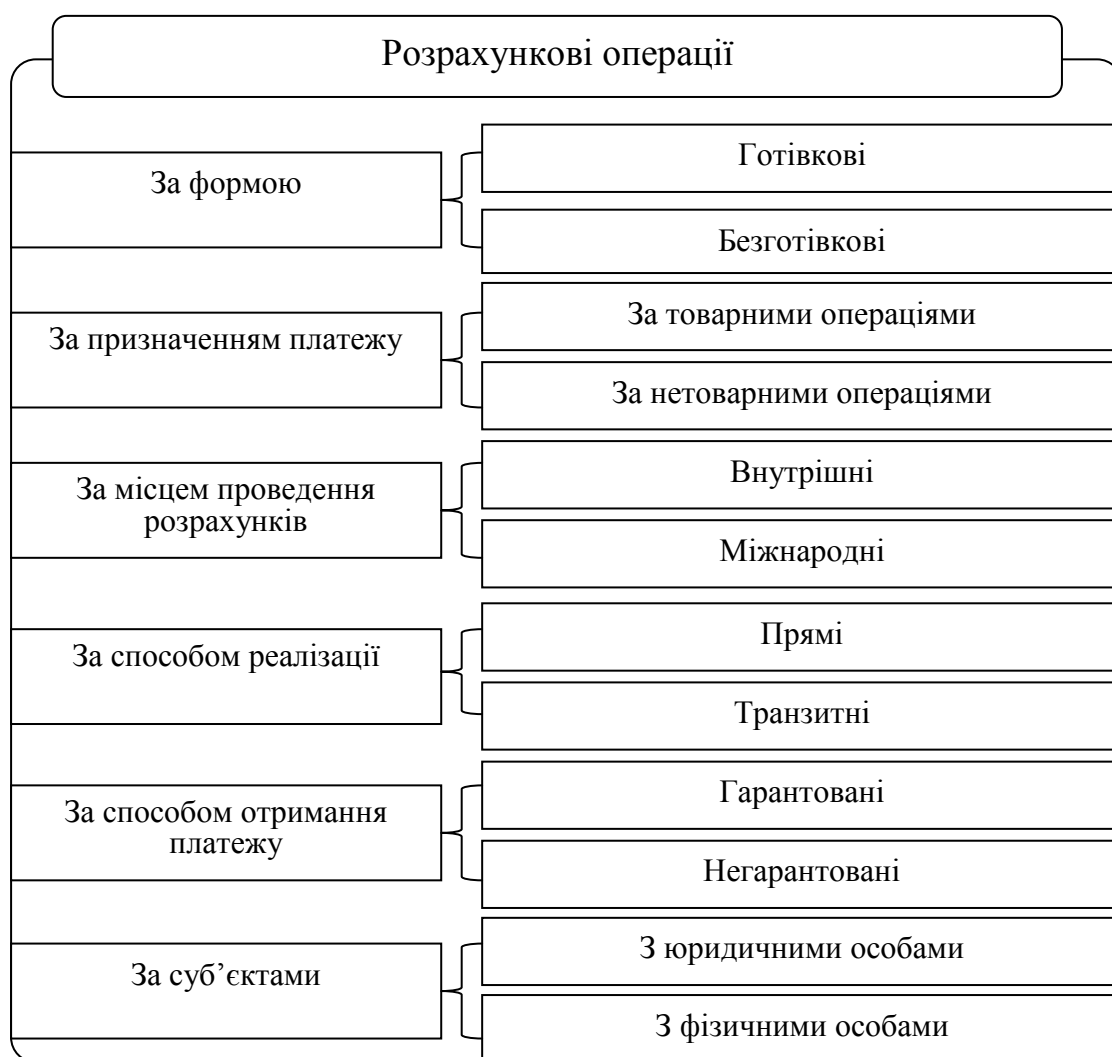 Розрахункові операції
За формою
Готівкові
Безготівкові
За призначенням платежу
За товарними операціями
За нетоварними операціями
За місцем проведення
розрахунків
Внутрішні
Міжнародні
За способом реалізації
Прямі
Транзитні
За способом отримання
платежу
Гарантовані
Негарантовані
За суб’єктами
З юридичними особами
З фізичними особами